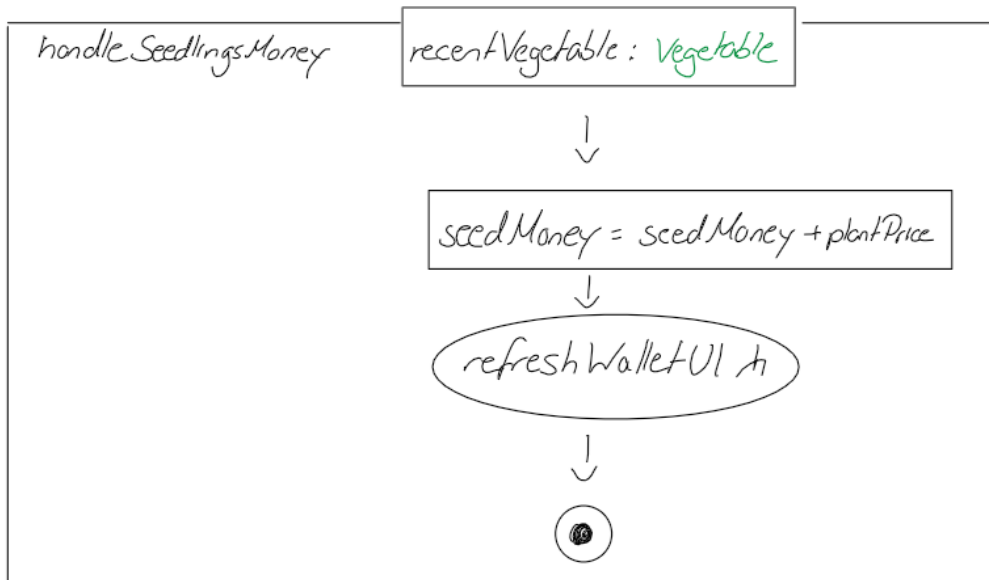 handleSeedlingsMoney
recentVegetable: Vegetable
seedMoney = seedMoney + plantPrice
refreshWalletUI